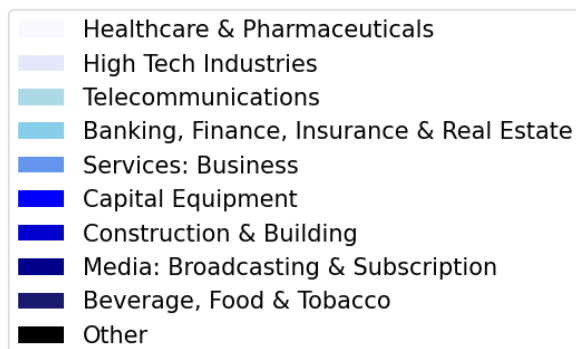 Healthcare & Pharmaceuticals
High Tech Industries
Telecommunications
Banking, Finance, Insurance & Real Estate
Services: Business
Capital Equipment
Construction & Building
Media: Broadcasting & Subscription
Beverage, Food & Tobacco
Other